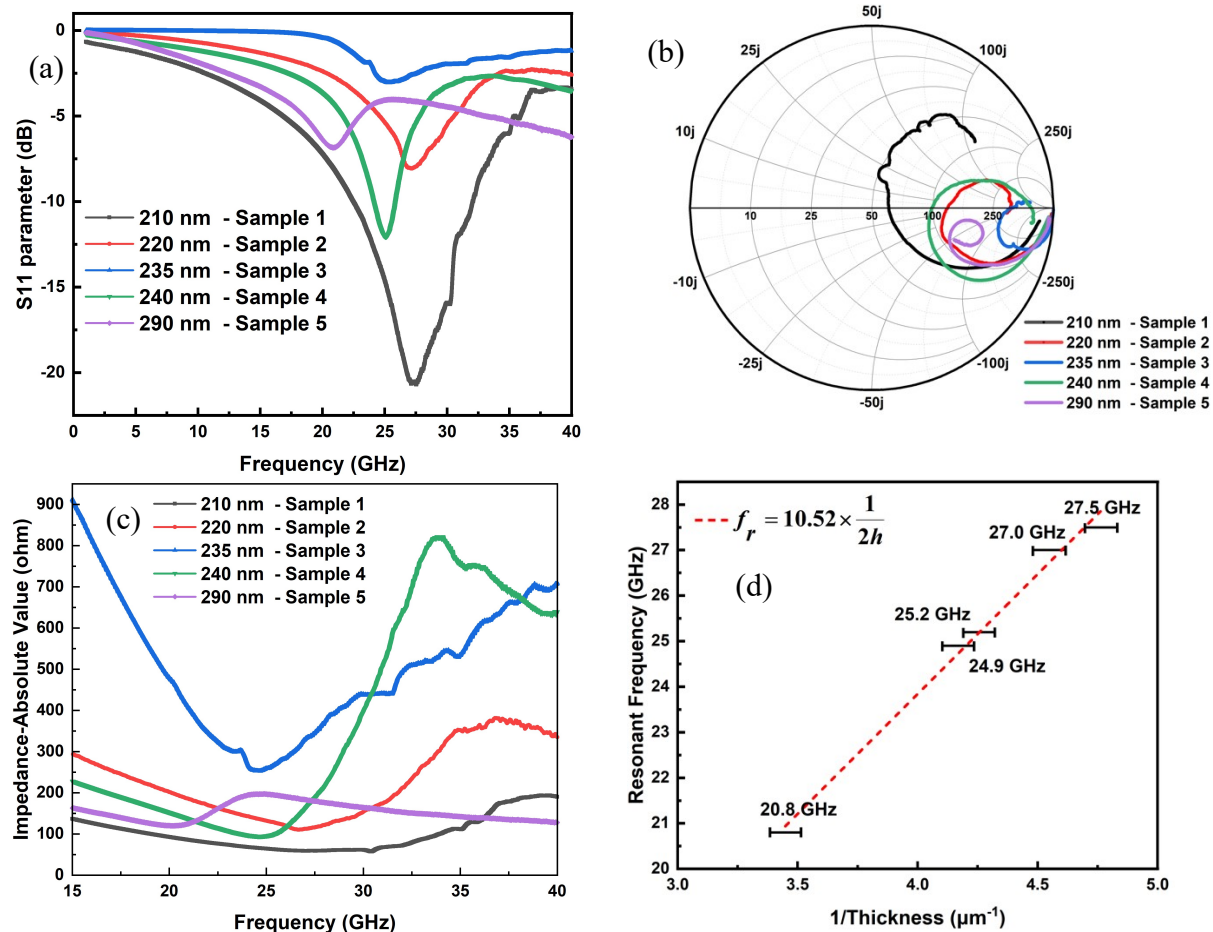 (a)
0
-5
-10
-15
-20
S11 parameter (dB)
210 nm - Sample 1
220 nm - Sample 2
235 nm - Sample 3
240 nm - Sample 4
290 nm - Sample 5
0 5 10 15 20 25 30 35 40
Frequency (GHz)
(b)
50j
25j 100j
10j 250j
10 25 50 100 250
-10j -250j
-25j -100j
-50j
210 nm - Sample 1
220 nm - Sample 2
235 nm - Sample 3
240 nm - Sample 4
290 nm - Sample 5
(c)
900
800
700
600
500
400
300
200
100
0
Impedance-Absolute Value (ohm)
210 nm - Sample 1
220 nm - Sample 2
235 nm - Sample 3
240 nm - Sample 4
290 nm - Sample 5
15 20 25 30 35 40
Frequency (GHz)
(d)
28
27
26
25
24
23
22
21
20
Resonant Frequency (GHz)
f_r = 10.52 × 1/2h
27.5 GHz
27.0 GHz
25.2 GHz
24.9 GHz
20.8 GHz
3.0 3.5 4.0 4.5 5.0
1/Thickness (µm⁻¹)